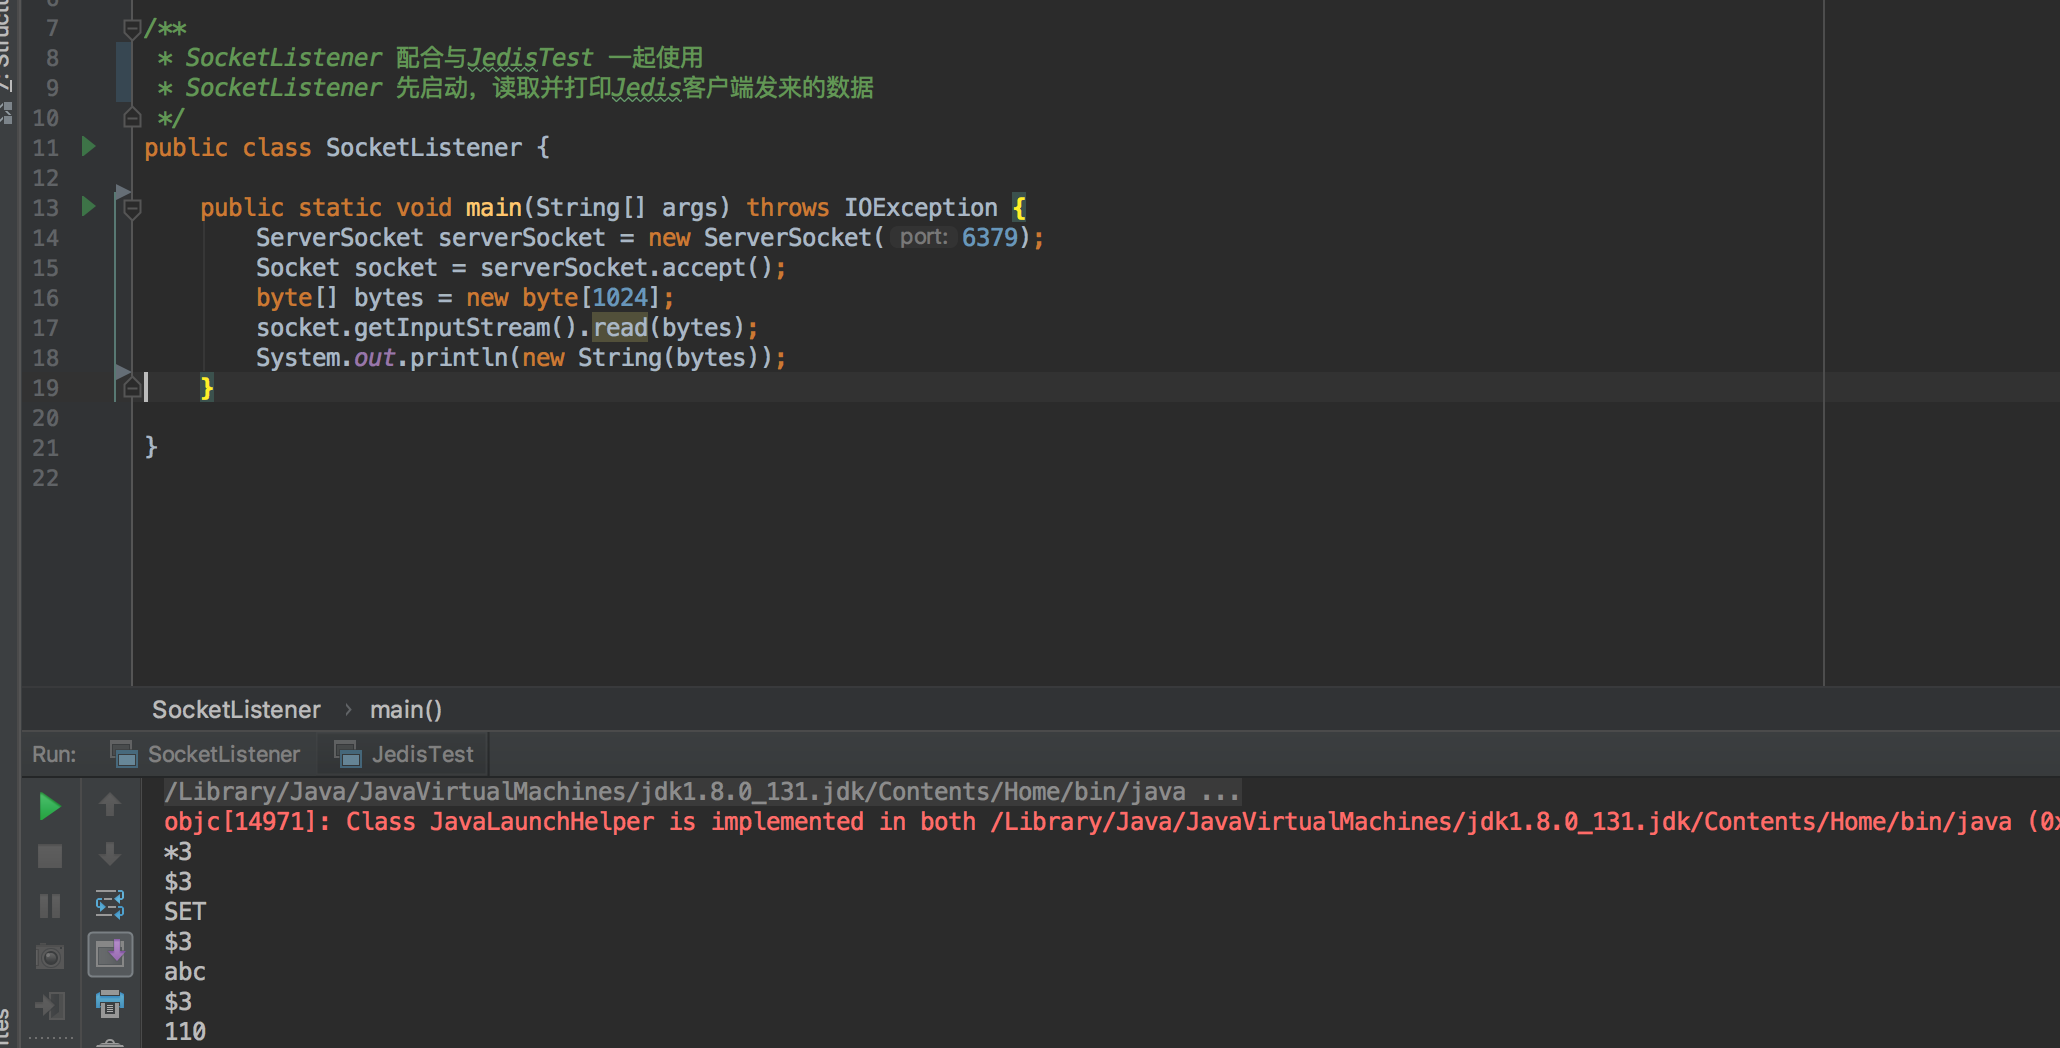 7: Structu
7 /**
8 * SocketListener 配合与JedisTest 一起使用
9 * SocketListener 先启动，读取并打印Jedis客户端发来的数据
10 */
11 public class SocketListener {
12
13 public static void main(String[] args) throws IOException {
14 ServerSocket serverSocket = new ServerSocket( port: 6379);
15 Socket socket = serverSocket.accept();
16 byte[] bytes = new byte[1024];
17 socket.getInputStream().read(bytes);
18 System.out.println(new String(bytes));
19 }
20
21 }
22
SocketListener › main()
Run: SocketListener JedisTest
/Library/Java/JavaVirtualMachines/jdk1.8.0_131.jdk/Contents/Home/bin/java ...
objc[14971]: Class JavaLaunchHelper is implemented in both /Library/Java/JavaVirtualMachines/jdk1.8.0_131.jdk/Contents/Home/bin/java (0x
*3
$3
SET
$3
abc
$3
110